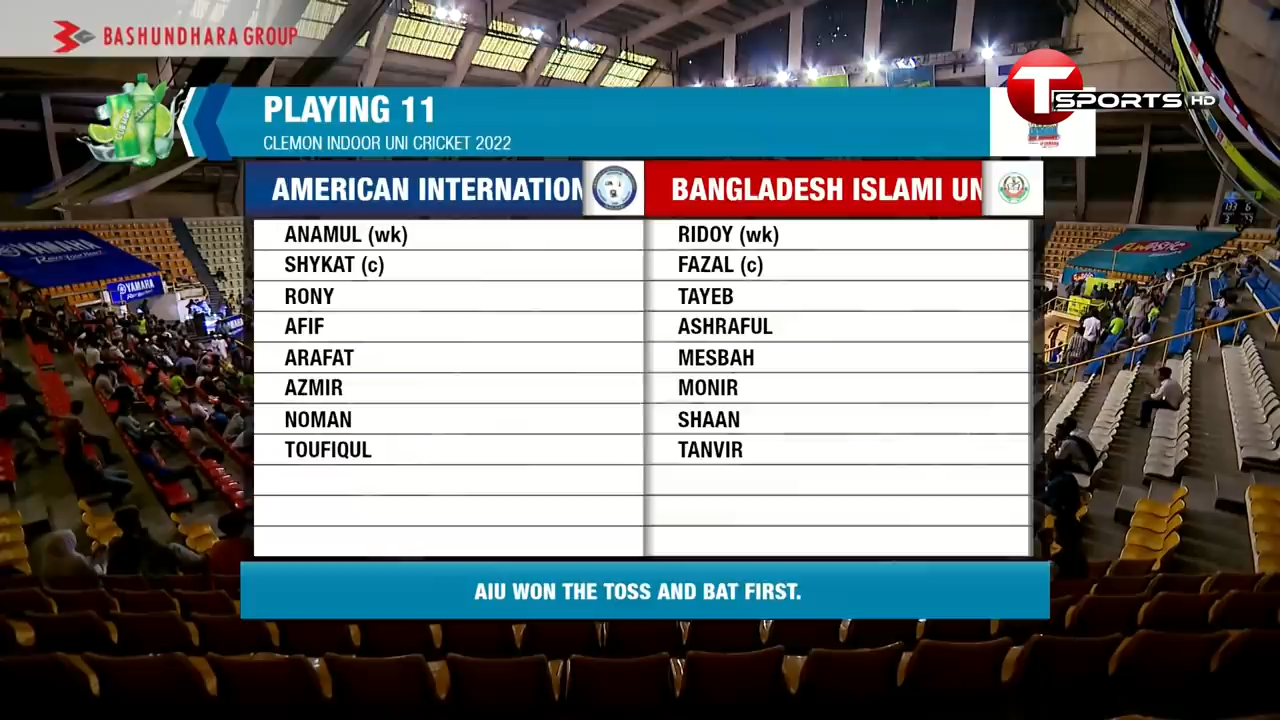 BASHUNDHARA GROUP
T SPORTS HD
PLAYING 11
CLEMON INDOOR UNI CRICKET 2022
AMERICAN INTERNATION
BANGLADESH ISLAMI UN
ANAMUL (wk)
RIDOY (wk)
SHYKAT (c)
FAZAL (c)
RONY
TAYEB
AFIF
ASHRAFUL
ARAFAT
MESBAH
AZMIR
MONIR
NOMAN
SHAAN
TOUFIQUL
TANVIR
AIU WON THE TOSS AND BAT FIRST.
YAMAHA
YAMAHA